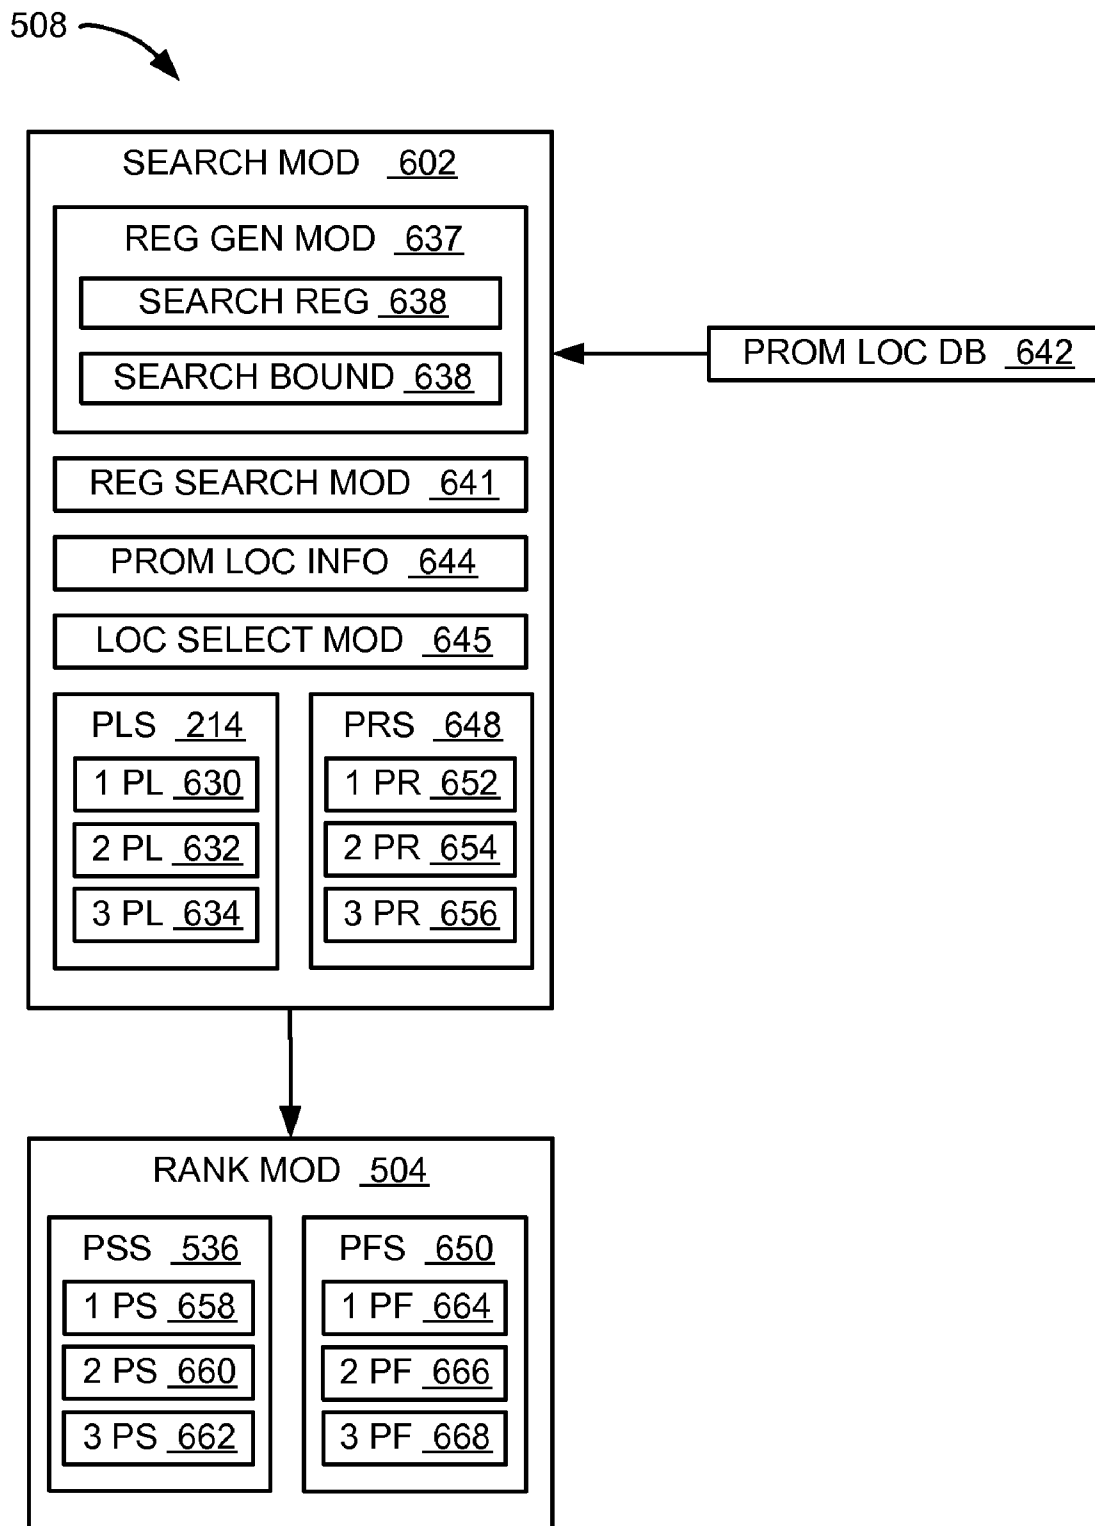 508
SEARCH MOD 602
REG GEN MOD 637
SEARCH REG 638
SEARCH BOUND 638
PROM LOC DB 642
REG SEARCH MOD 641
PROM LOC INFO 644
LOC SELECT MOD 645
PLS 214
1 PL 630
2 PL 632
3 PL 634
PRS 648
1 PR 652
2 PR 654
3 PR 656
RANK MOD 504
PSS 536
1 PS 658
2 PS 660
3 PS 662
PFS 650
1 PF 664
2 PF 666
3 PF 668